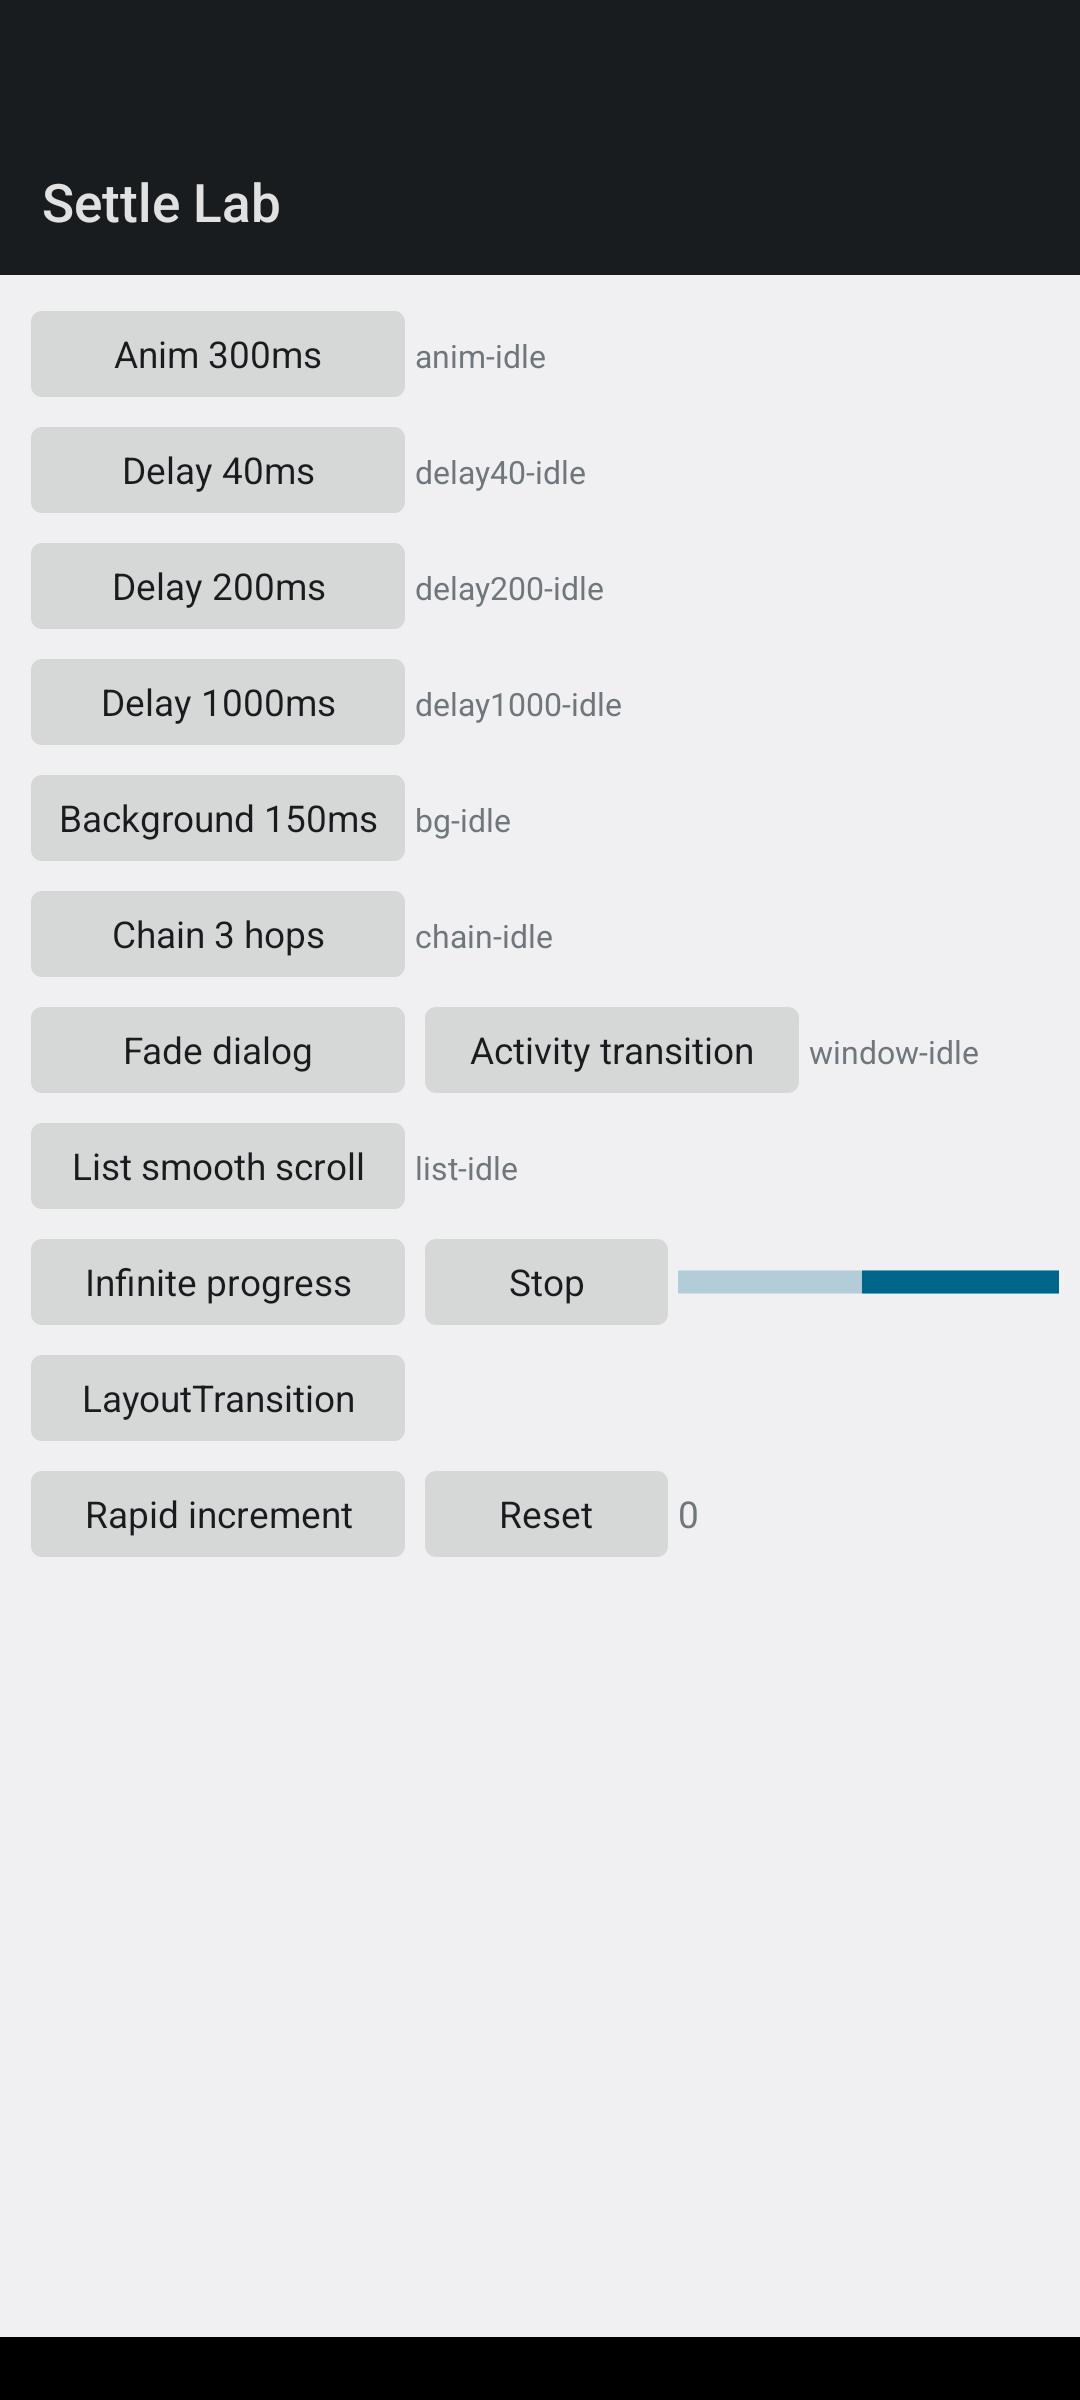 Settle Lab
Anim 300ms anim-idle
Delay 40ms delay40-idle
Delay 200ms delay200-idle
Delay 1000ms delay1000-idle
Background 150ms bg-idle
Chain 3 hops chain-idle
Fade dialog Activity transition window-idle
List smooth scroll list-idle
Infinite progress Stop
LayoutTransition
Rapid increment Reset 0